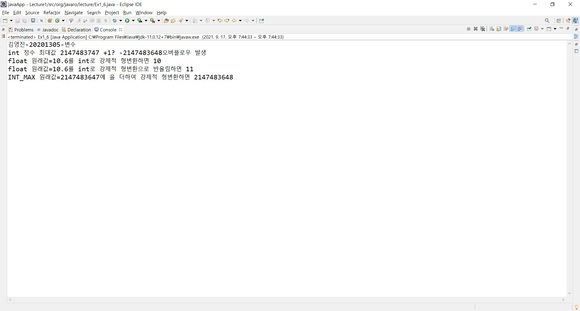 JavaApp - Lecture1/src/org/javaro/lecture/Ex1_6.java - Eclipse IDE
File Edit Source Refactor Navigate Search Project Run Window Help
Problems Javadoc Declaration Console
<terminated> Ex1_6 [Java Application] C:\Program Files\Java\jdk-11.0.12+7\bin\javaw.exe (2021. 9. 17. 오후 7:44:33 – 오후 7:44:33)
김영진-20201305-변수
int 정수 최대값 2147483747 +1? -2147483648오버플로우 발생
float 원래값=10.6를 int로 강제적 형변환하면 10
float 원래값=10.6를 int로 강제적 형변환으로 반올림하면 11
INT_MAX 원래값=2147483647에 을 더하여 강제적 형변환하면 2147483648